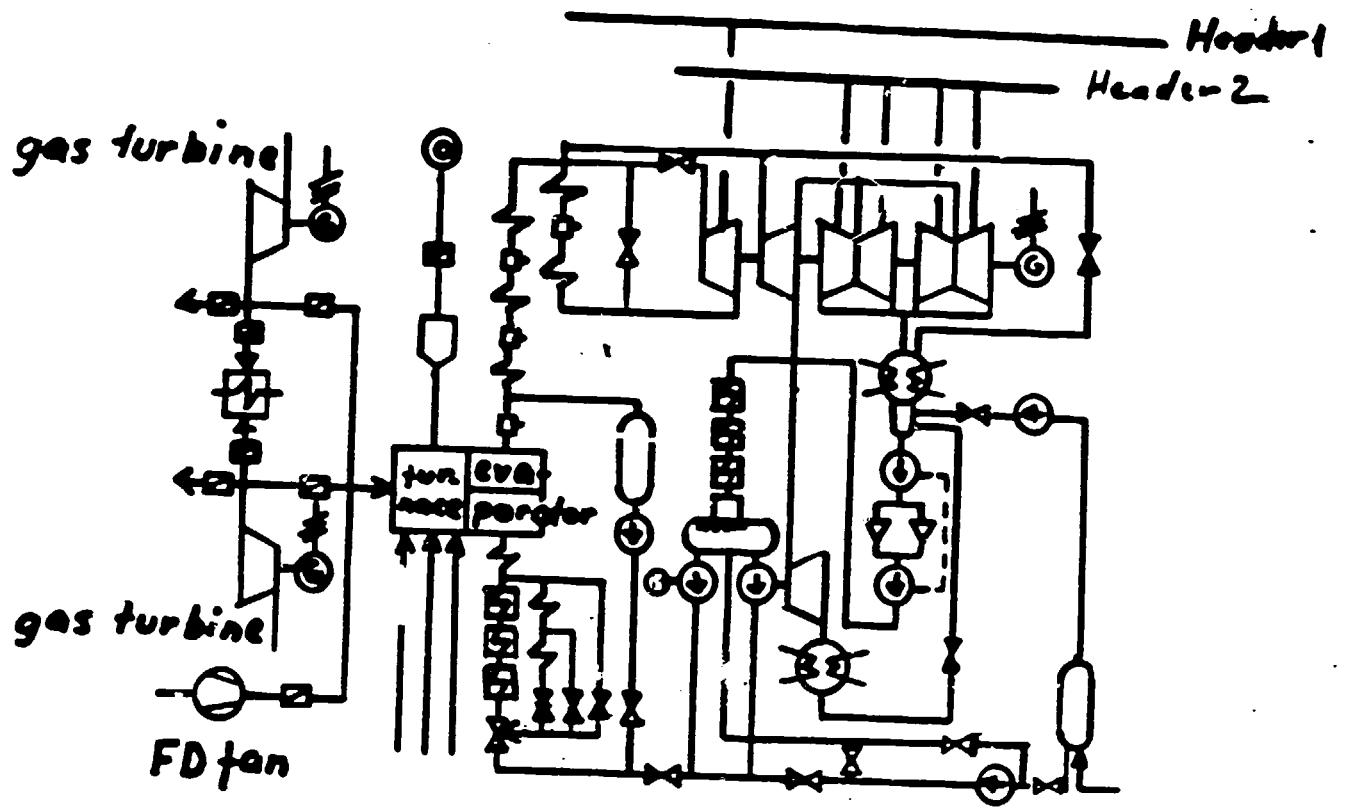 Header 1
Header 2
gas turbine
fur eva-
nace porator
gas turbine
FD fan